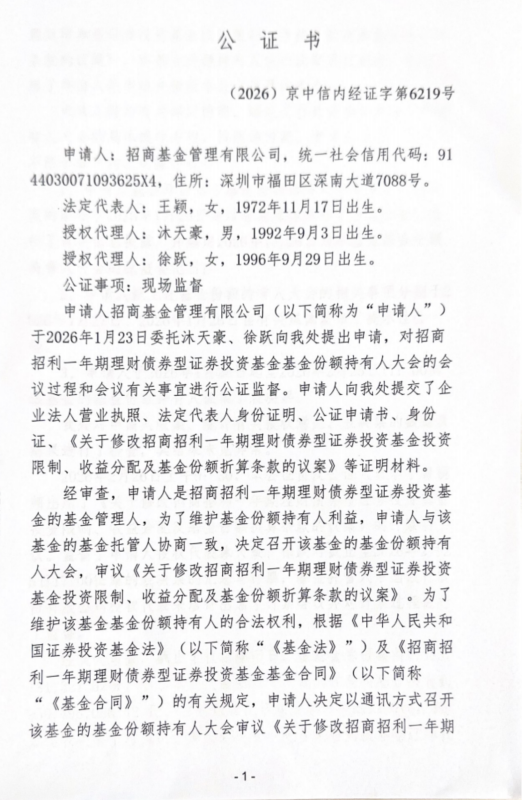 公 证 书
（2026）京中信内经证字第6219号
申请人：招商基金管理有限公司，统一社会信用代码：91
44030071093625X4，住所：深圳市福田区深南大道7088号。
法定代表人：王颖，女，1972年11月17日出生。
授权代理人：沐天豪，男，1992年9月3日出生。
授权代理人：徐跃，女，1996年9月29日出生。
公证事项：现场监督
申请人招商基金管理有限公司（以下简称为“申请人”）
于2026年1月23日委托沐天豪、徐跃向我处提出申请，对招商
招利一年期理财债券型证券投资基金基金份额持有人大会的会
议过程和会议有关事宜进行公证监督。申请人向我处提交了企
业法人营业执照、法定代表人身份证明、公证申请书、身份
证、《关于修改招商招利一年期理财债券型证券投资基金投资
限制、收益分配及基金份额折算条款的议案》等证明材料。
经审查，申请人是招商招利一年期理财债券型证券投资基
金的基金管理人，为了维护基金份额持有人利益，申请人与该
基金的基金托管人协商一致，决定召开该基金的基金份额持有
人大会，审议《关于修改招商招利一年期理财债券型证券投资
基金投资限制、收益分配及基金份额折算条款的议案》。为了
维护该基金基金份额持有人的合法权利，根据《中华人民共和
国证券投资基金法》（以下简称“《基金法》”）及《招商招
利一年期理财债券型证券投资基金基金合同》（以下简称
“《基金合同》”）的有关规定，申请人决定以通讯方式召开
该基金的基金份额持有人大会审议《关于修改招商招利一年期
- 1 -